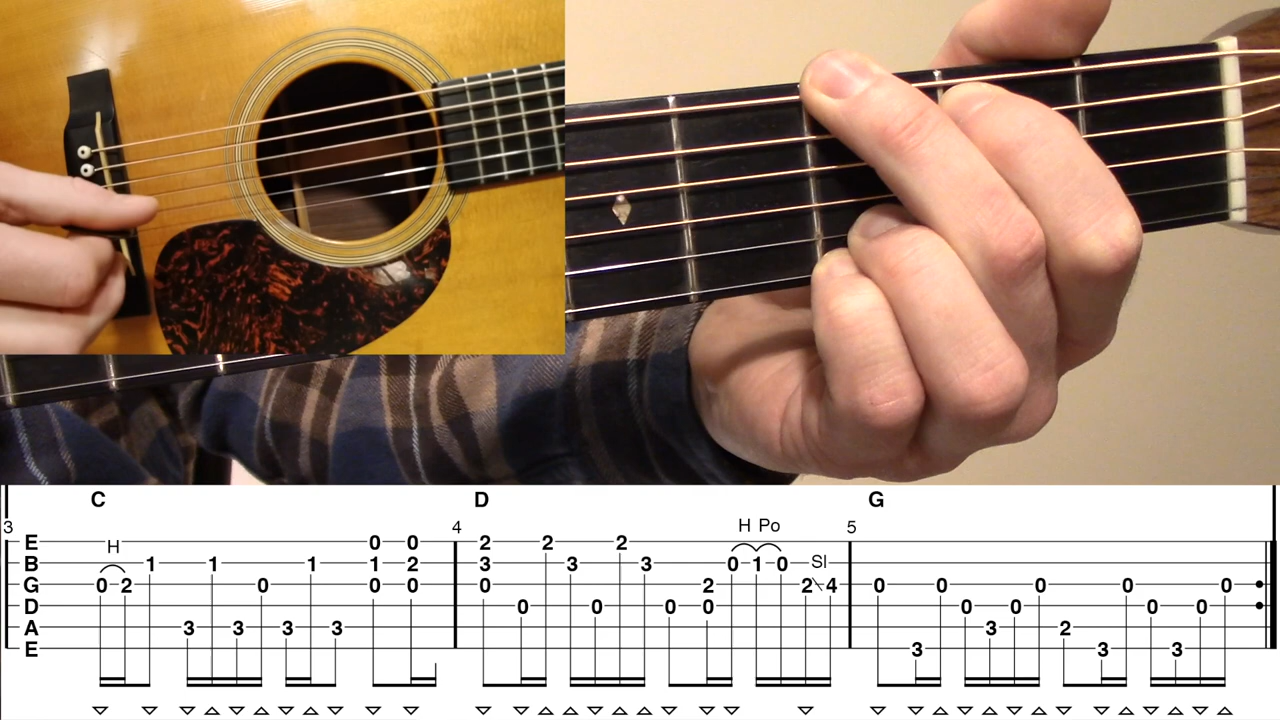 C D G
3 4 5
H H Po Sl
E 0 0 2 2 2
B 1 1 1 1 2 3 3 3 0 1 0
G 0 2 0 0 0 0 2 2 4 0 0 0 0 0
D 0 0 0 0 0 0 0 0
A 3 3 3 3 3 2
E 3 3 3